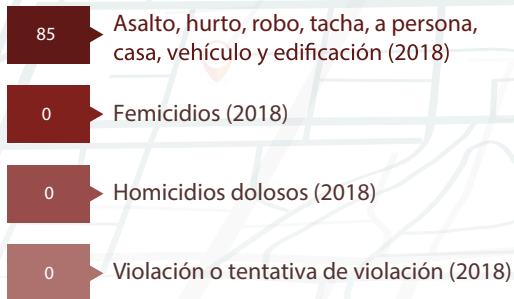 85
Asalto, hurto, robo, tacha, a persona,
casa, vehículo y edificación (2018)
0
Femicidios (2018)
0
Homicidios dolosos (2018)
0
Violación o tentativa de violación (2018)